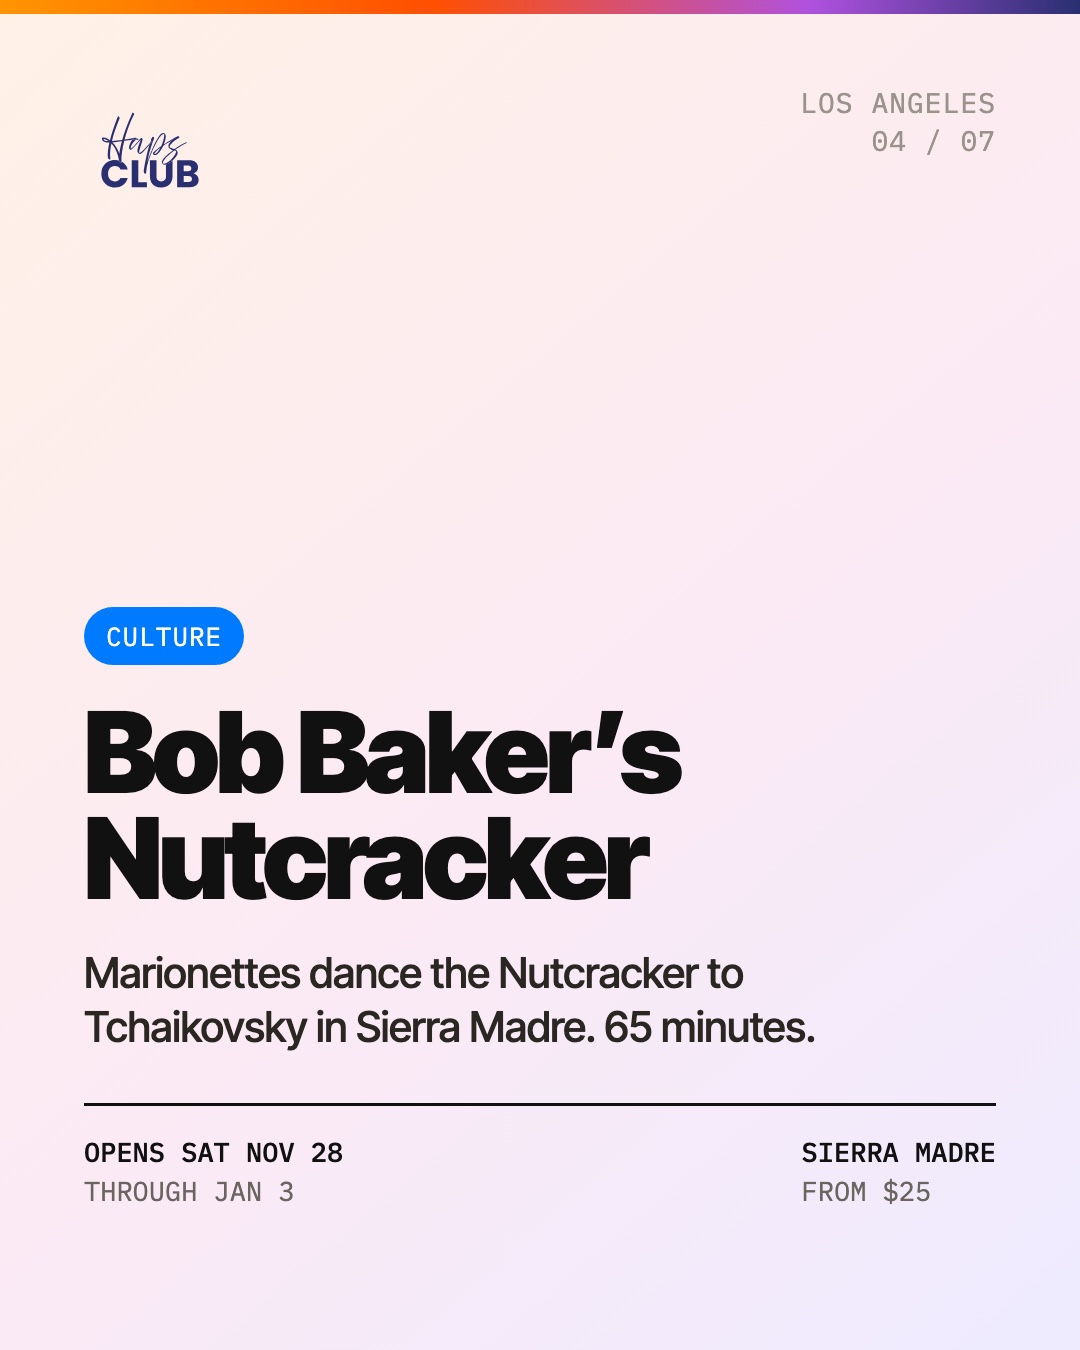 Haps
CLUB
LOS ANGELES
04 / 07
CULTURE
Bob Baker’s
Nutcracker
Marionettes dance the Nutcracker to
Tchaikovsky in Sierra Madre. 65 minutes.
OPENS SAT NOV 28
THROUGH JAN 3
SIERRA MADRE
FROM $25